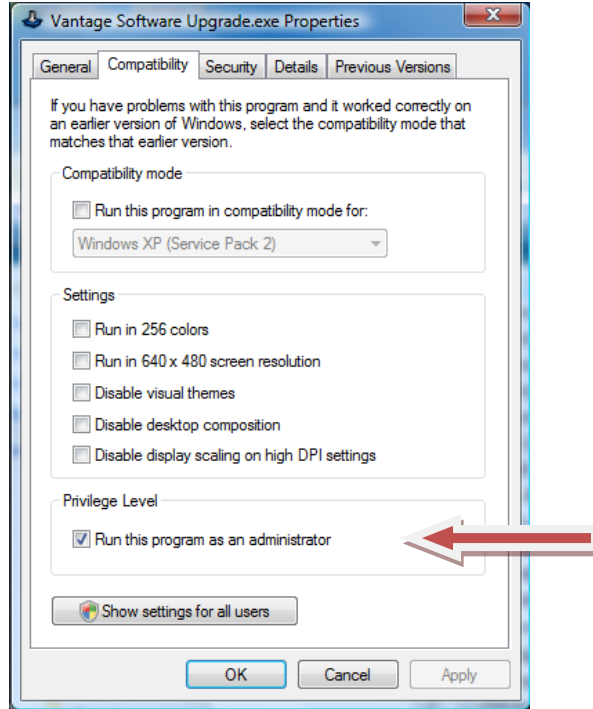 Vantage Software Upgrade.exe Properties
General Compatibility Security Details Previous Versions
If you have problems with this program and it worked correctly on
an earlier version of Windows, select the compatibility mode that
matches that earlier version.
Compatibility mode
Run this program in compatibility mode for:
Windows XP (Service Pack 2)
Settings
Run in 256 colors
Run in 640 x 480 screen resolution
Disable visual themes
Disable desktop composition
Disable display scaling on high DPI settings
Privilege Level
Run this program as an administrator
Show settings for all users
OK Cancel Apply